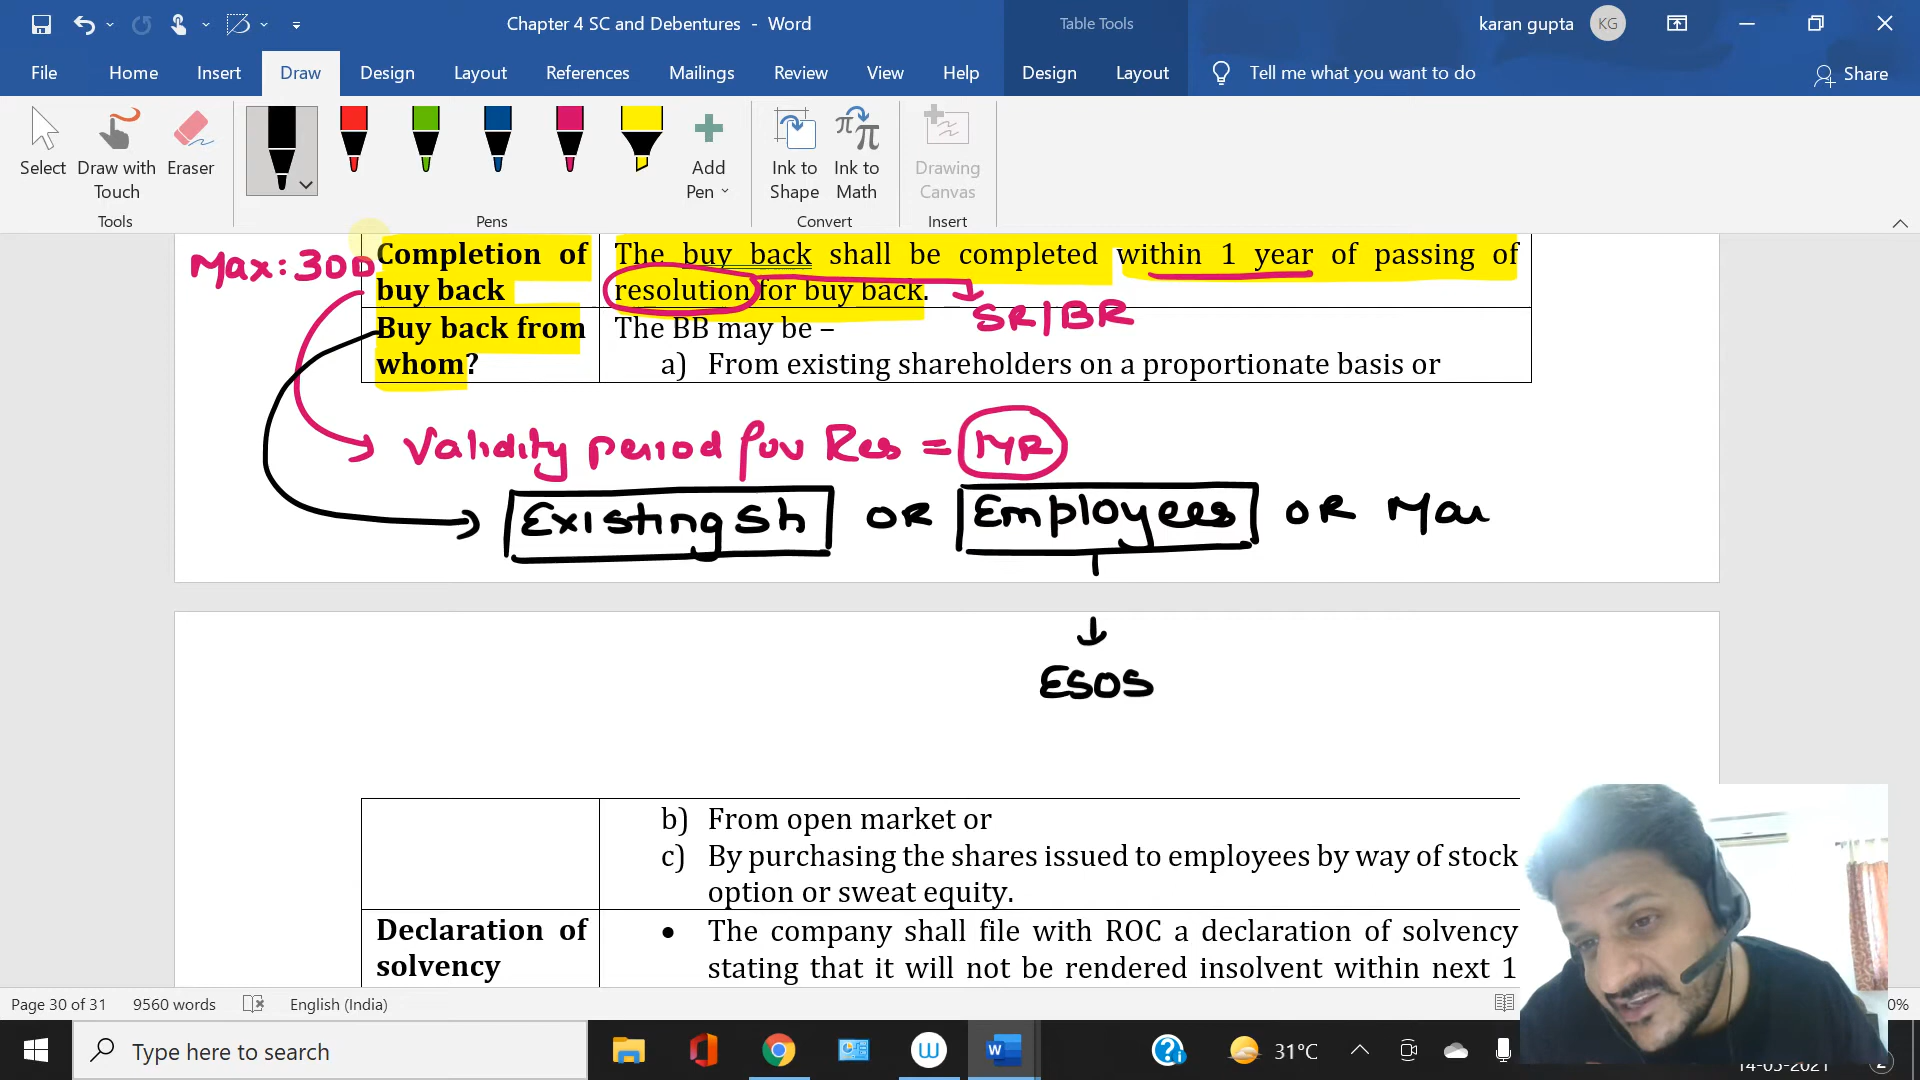 Chapter 4 SC and Debentures - Word
Table Tools
karan gupta
KG
File Home Insert Draw Design Layout References Mailings Review View Help Design Layout Tell me what you want to do Share
Select
Draw with Touch
Eraser
Add Pen
Ink to Shape
Ink to Math
Drawing Canvas
Tools
Pens
Convert
Insert
Max: 30D
Completion of buy back
The buy back shall be completed within 1 year of passing of
resolution for buy back.
SR/BR
Buy back from
whom?
The BB may be –
a) From existing shareholders on a proportionate basis or
Validity period for Res = 1YR
Existing Sh OR Employees OR Mar
ESOS
b) From open market or
c) By purchasing the shares issued to employees by way of stock
option or sweat equity.
Declaration of
solvency
• The company shall file with ROC a declaration of solvency
stating that it will not be rendered insolvent within next 1
Page 30 of 31 9560 words English (India) 0%
Type here to search
31°C